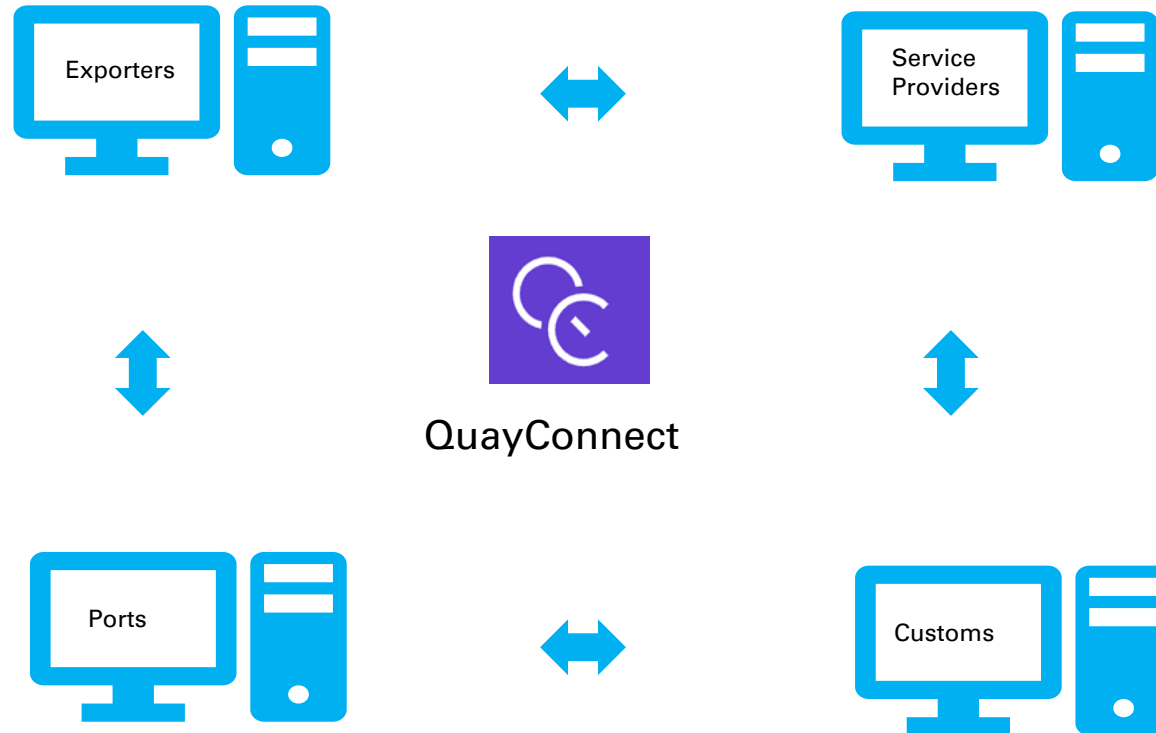 Exporters
Service
Providers
QuayConnect
Ports
Customs